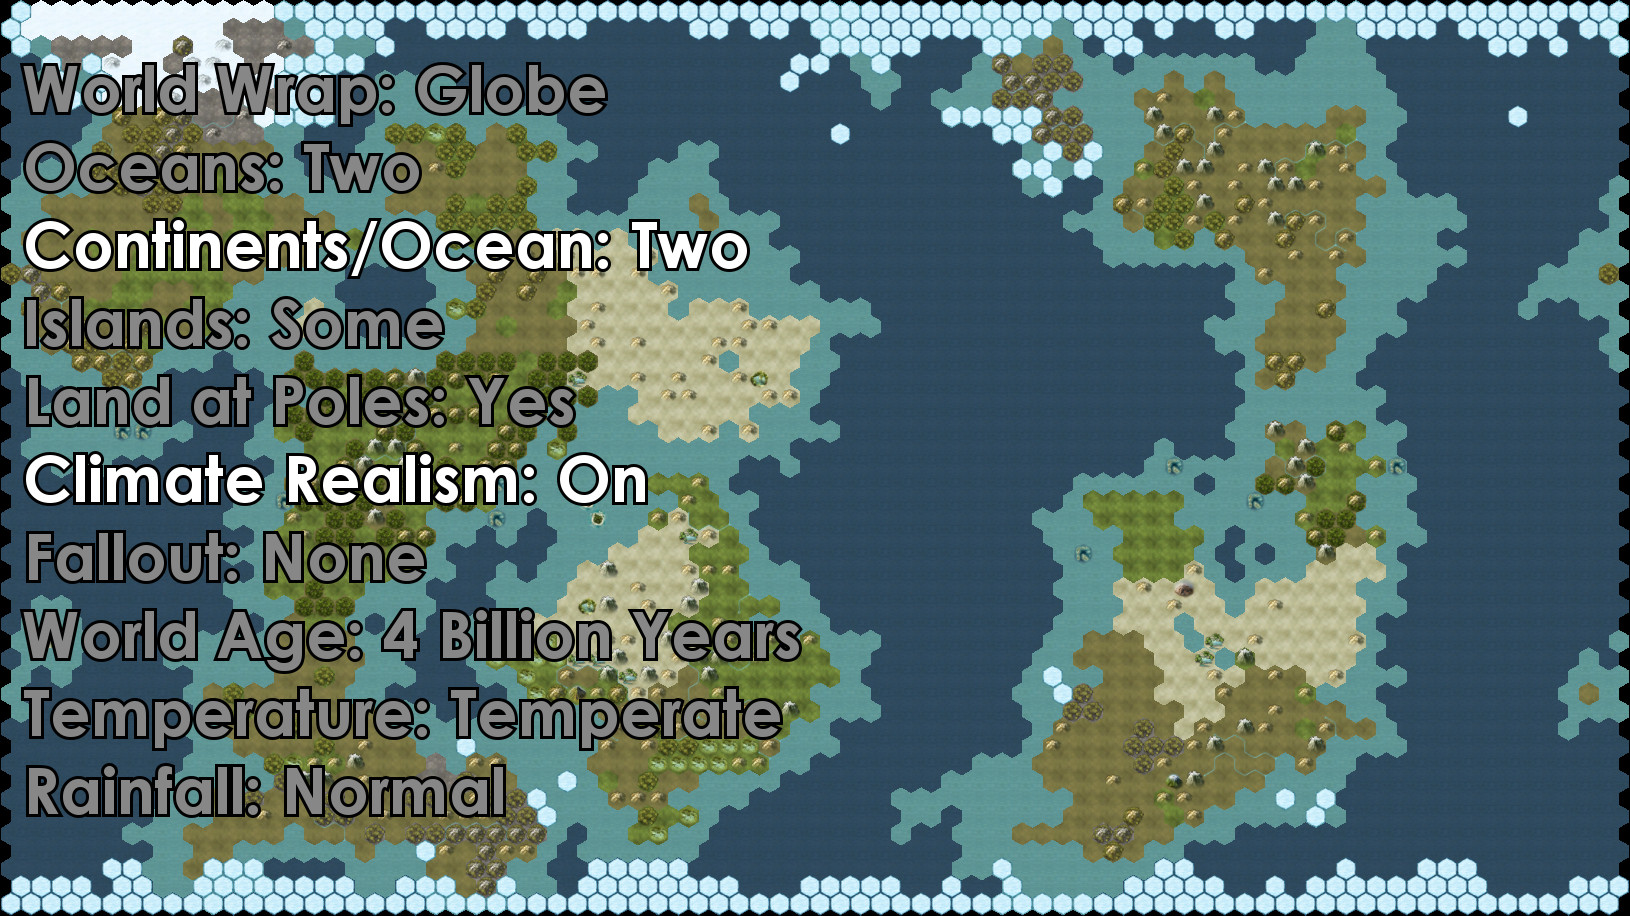 World Wrap: Globe
Oceans: Two
Continents/Ocean: Two
Islands: Some
Land at Poles: Yes
Climate Realism: On
Fallout: None
World Age: 4 Billion Years
Temperature: Temperate
Rainfall: Normal